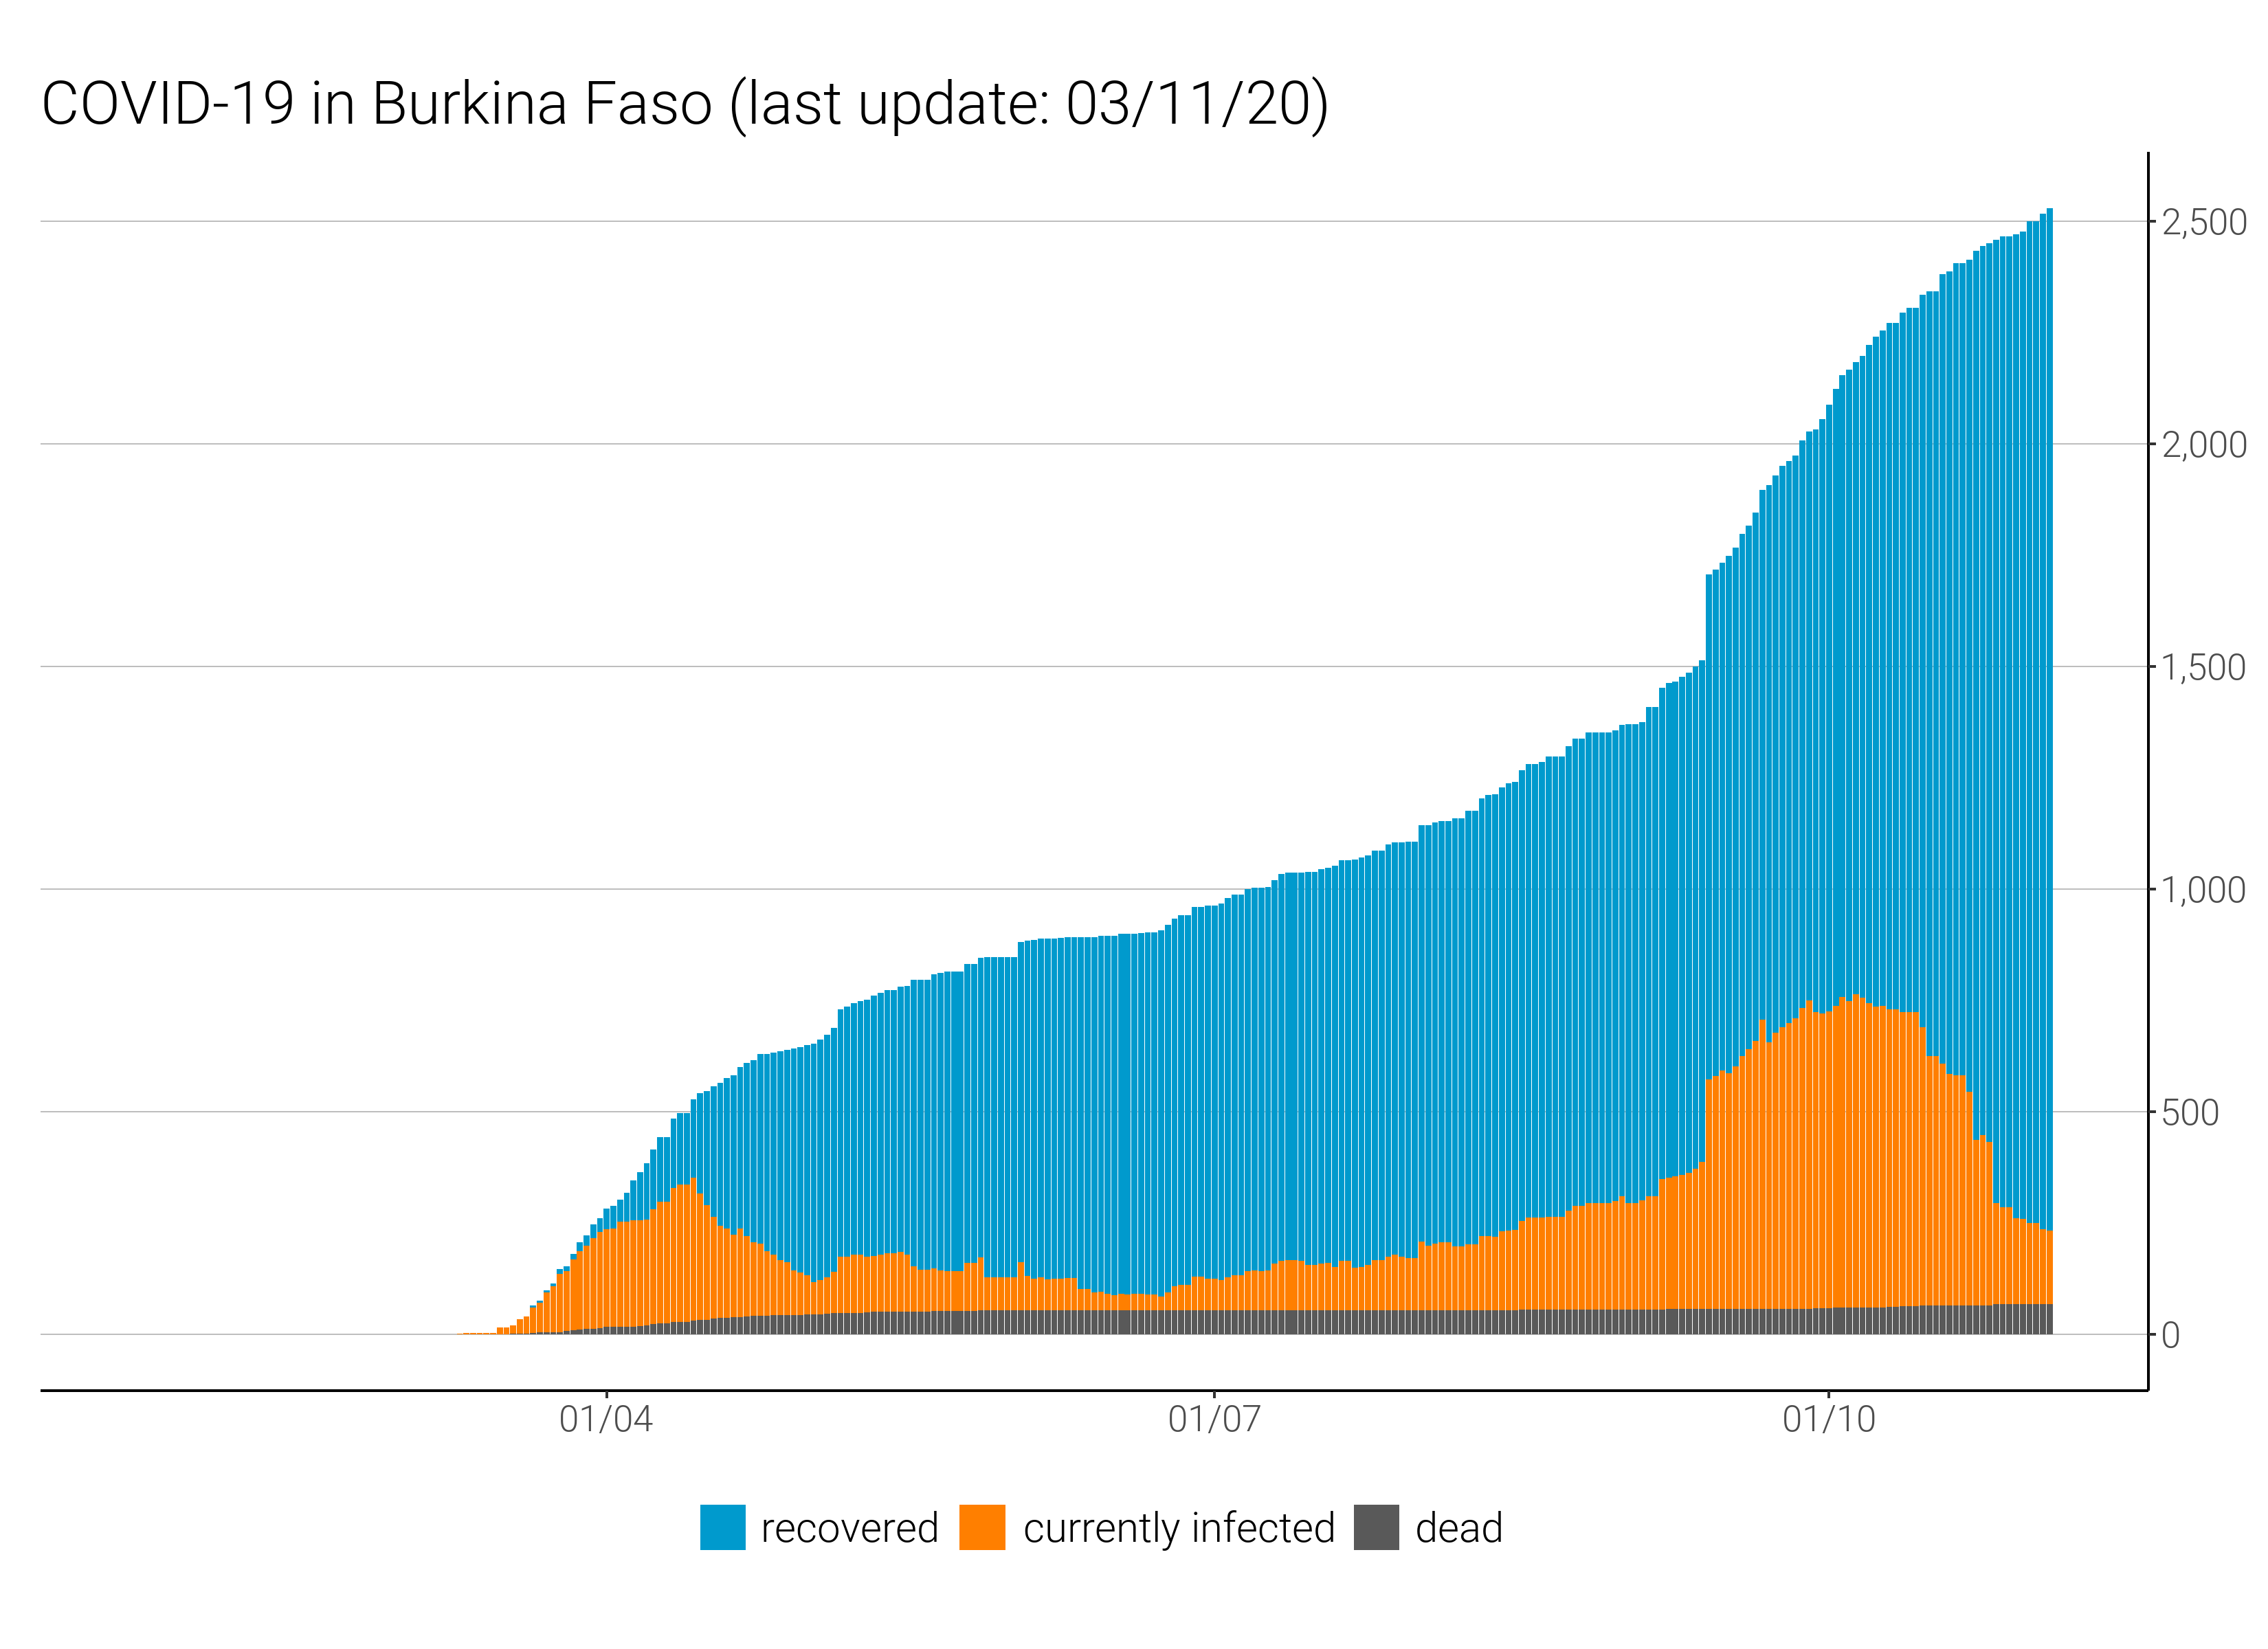 COVID-19 in Burkina Faso (last update: 03/11/20)
2,500
2,000
1,500
1,000
500
0
01/04 01/07 01/10
recovered currently infected dead